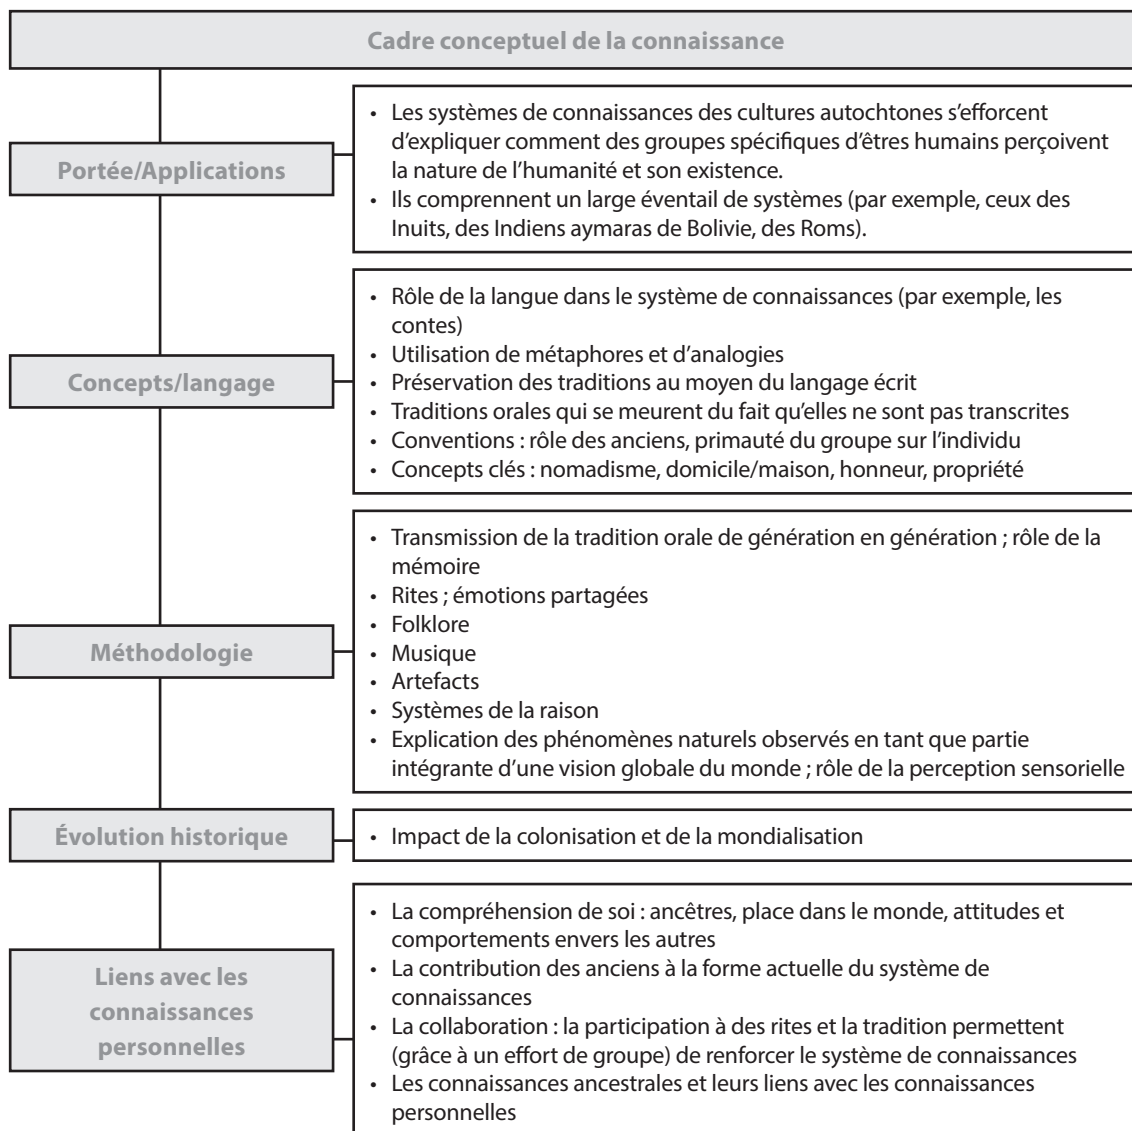 Cadre conceptuel de la connaissance
Portée/Applications
• Les systèmes de connaissances des cultures autochtones s’efforcent
d’expliquer comment des groupes spécifiques d’êtres humains perçoivent
la nature de l’humanité et son existence.
• Ils comprennent un large éventail de systèmes (par exemple, ceux des
Inuits, des Indiens aymaras de Bolivie, des Roms).
Concepts/langage
• Rôle de la langue dans le système de connaissances (par exemple, les
contes)
• Utilisation de métaphores et d’analogies
• Préservation des traditions au moyen du langage écrit
• Traditions orales qui se meurent du fait qu’elles ne sont pas transcrites
• Conventions : rôle des anciens, primauté du groupe sur l’individu
• Concepts clés : nomadisme, domicile/maison, honneur, propriété
Méthodologie
• Transmission de la tradition orale de génération en génération ; rôle de la
mémoire
• Rites ; émotions partagées
• Folklore
• Musique
• Artefacts
• Systèmes de la raison
• Explication des phénomènes naturels observés en tant que partie
intégrante d’une vision globale du monde ; rôle de la perception sensorielle
Évolution historique
• Impact de la colonisation et de la mondialisation
Liens avec les
connaissances
personnelles
• La compréhension de soi : ancêtres, place dans le monde, attitudes et
comportements envers les autres
• La contribution des anciens à la forme actuelle du système de
connaissances
• La collaboration : la participation à des rites et la tradition permettent
(grâce à un effort de groupe) de renforcer le système de connaissances
• Les connaissances ancestrales et leurs liens avec les connaissances
personnelles